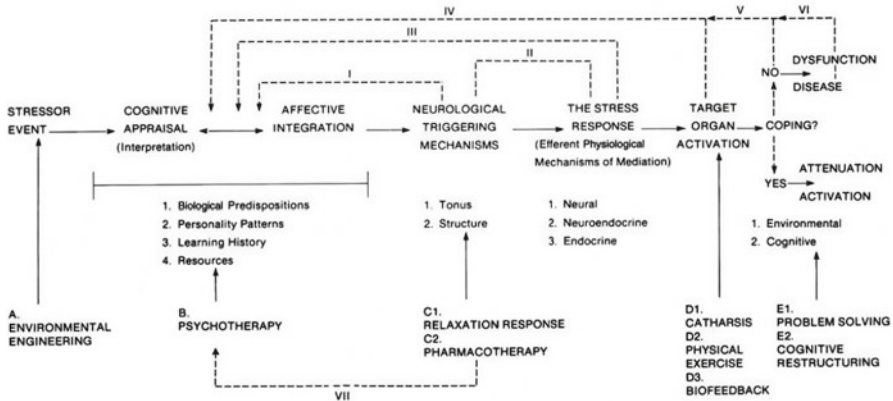 IV
V
VI
III
II
I
NO
DYSFUNCTION
DISEASE
STRESSOR
EVENT
COGNITIVE
APPRAISAL
(Interpretation)
AFFECTIVE
INTEGRATION
NEUROLOGICAL
TRIGGERING
MECHANISMS
THE STRESS
RESPONSE
(Efferent Physiological
Mechanisms of Mediation)
TARGET
ORGAN
ACTIVATION
COPING?
YES
ATTENUATION
ACTIVATION
1. Biological Predispositions
2. Personality Patterns
3. Learning History
4. Resources
1. Tonus
2. Structure
1. Neural
2. Neuroendocrine
3. Endocrine
1. Environmental
2. Cognitive
A.
ENVIRONMENTAL
ENGINEERING
B.
PSYCHOTHERAPY
C1.
RELAXATION RESPONSE
C2.
PHARMACOTHERAPY
D1.
CATHARSIS
D2.
PHYSICAL
EXERCISE
D3.
BIOFEEDBACK
E1.
PROBLEM SOLVING
E2.
COGNITIVE
RESTRUCTURING
VII